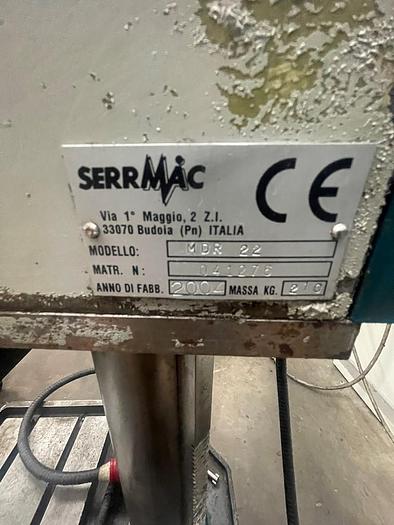 SERRMAC CE
Via 1° Maggio, 2 Z.I.
33070 Budoia (Pn) ITALIA
MODELLO: MDR 22
MATR. N: 041276
ANNO DI FABB. 2004 MASSA KG.